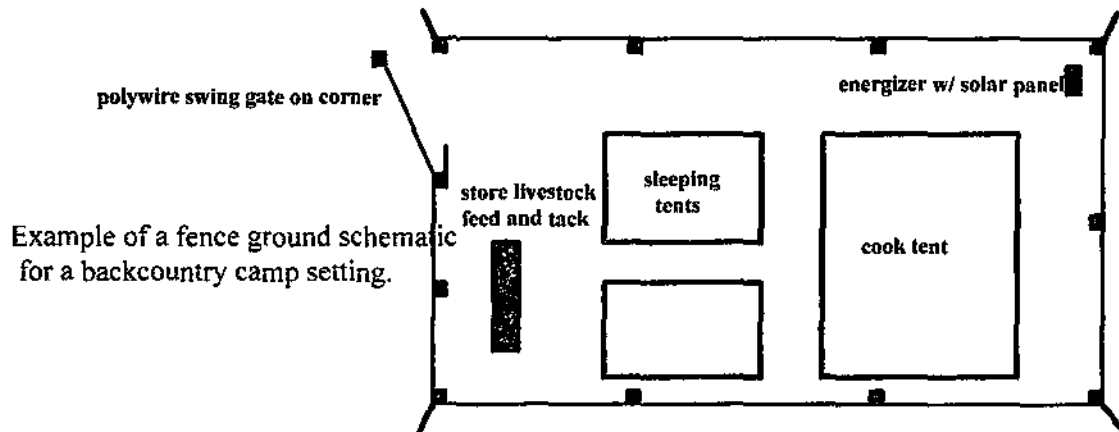 polywire swing gate on corner
energizer w/ solar panel
store livestock
feed and tack
sleeping
tents
cook tent
Example of a fence ground schematic
for a backcountry camp setting.